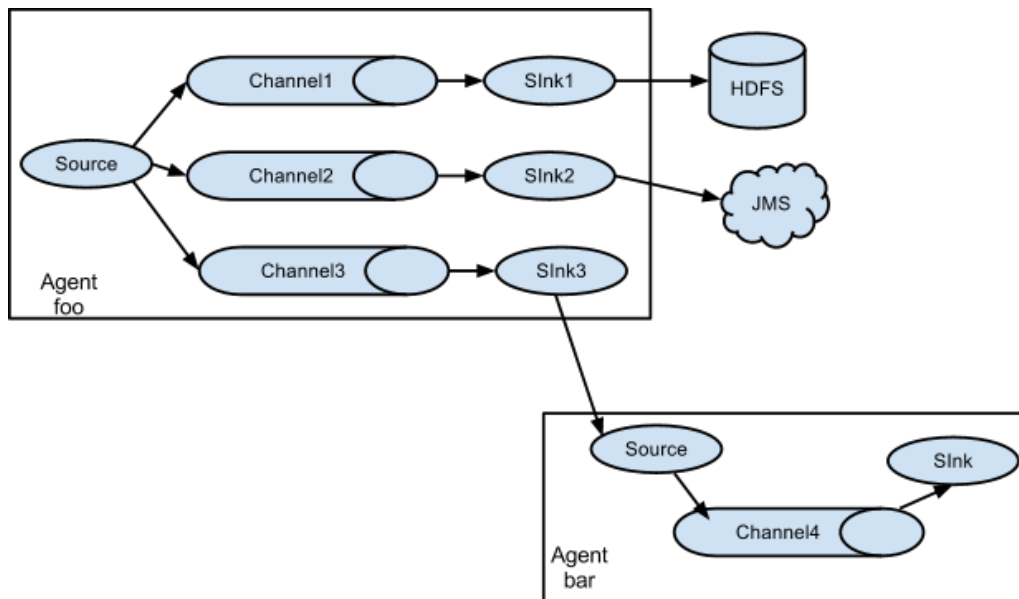 Channel1
SInk1
HDFS
Source
Channel2
SInk2
JMS
Channel3
SInk3
Agent
foo
Source
SInk
Channel4
Agent
bar